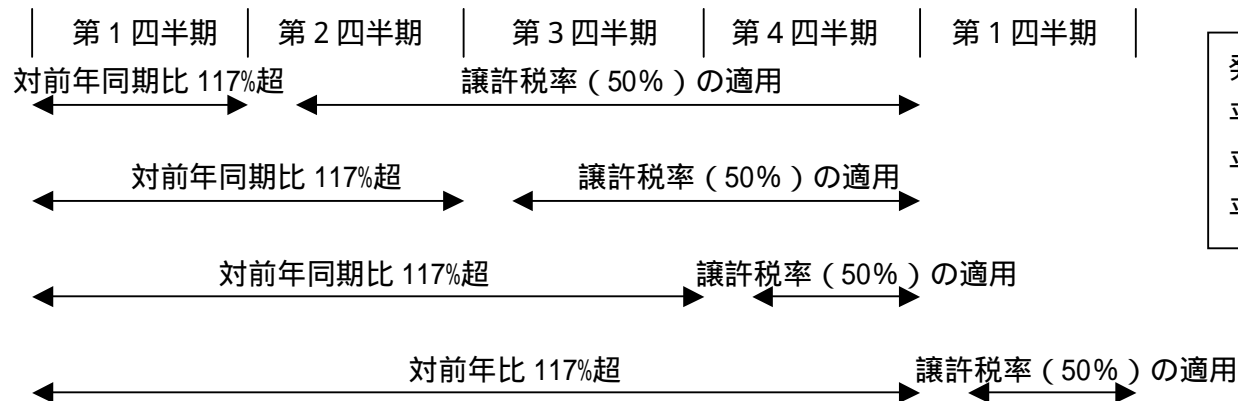 第1四半期 第2四半期 第3四半期 第4四半期 第1四半期
対前年同期比 117%超 譲許税率（50%）の適用
対前年同期比 117%超 譲許税率（50%）の適用
対前年同期比 117%超 譲許税率（50%）の適用
対前年比 117%超 譲許税率（50%）の適用